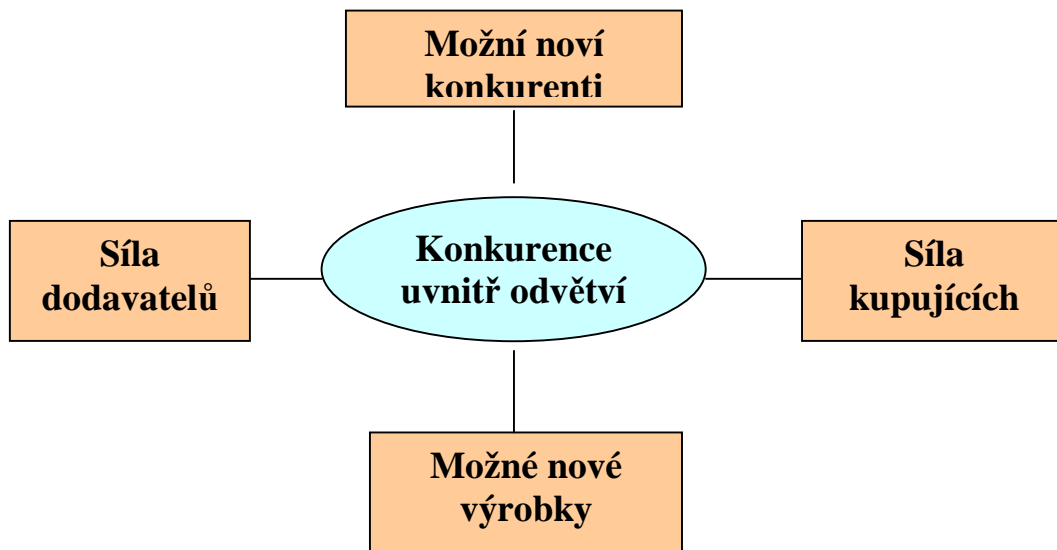 Možní noví
konkurenti
Síla
dodavatelů
Konkurence
uvnitř odvětví
Síla
kupujících
Možné nové
výrobky